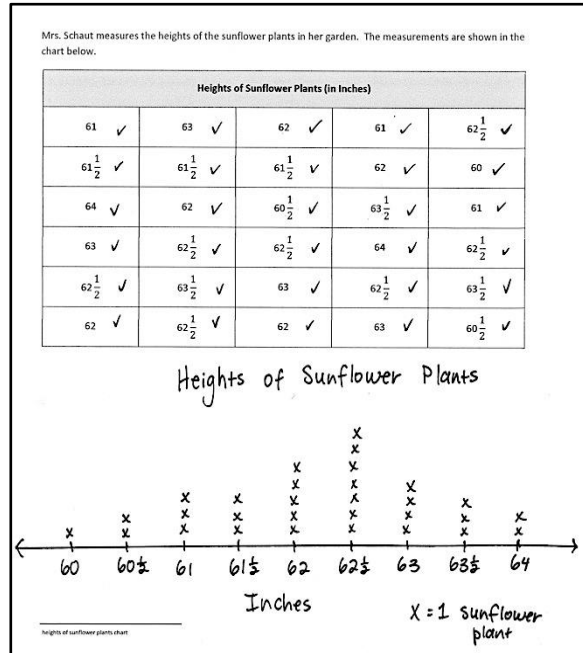 Mrs. Schaut measures the heights of the sunflower plants in her garden. The measurements are shown in the
chart below.
Heights of Sunflower Plants (in Inches)
61 ✓ 63 ✓ 62 ✓ 61 ✓ 62 1/2 ✓
61 1/2 ✓ 61 1/2 ✓ 61 1/2 ✓ 62 ✓ 60 ✓
64 ✓ 62 ✓ 60 1/2 ✓ 63 1/2 ✓ 61 ✓
63 ✓ 62 1/2 ✓ 62 1/2 ✓ 64 ✓ 62 1/2 ✓
62 1/2 ✓ 63 1/2 ✓ 63 ✓ 62 1/2 ✓ 63 1/2 ✓
62 ✓ 62 1/2 ✓ 62 ✓ 63 ✓ 60 1/2 ✓
Heights of Sunflower Plants
60 60 1/2 61 61 1/2 62 62 1/2 63 63 1/2 64
Inches
X = 1 sunflower
plant
heights of sunflower plants chart